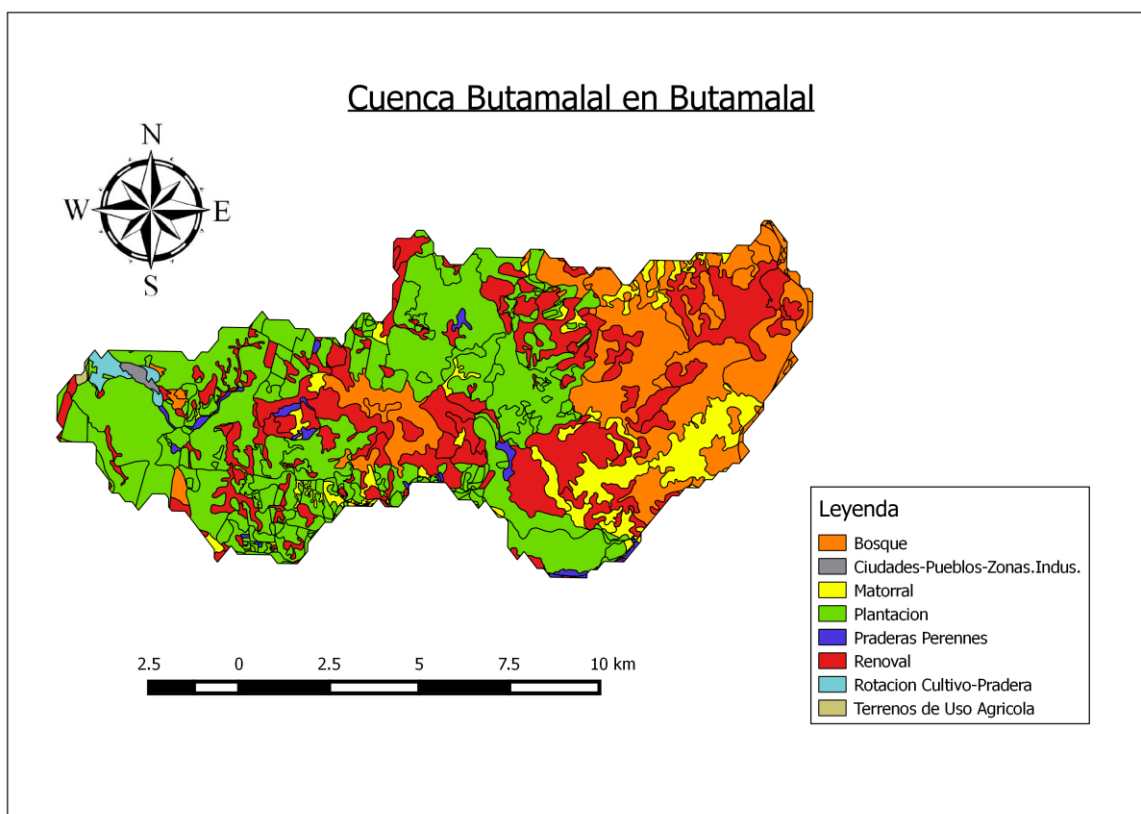 Cuenca Butamalal en Butamalal
N
W E
S
Leyenda
Bosque
Ciudades-Pueblos-Zonas.Indus.
Matorral
Plantacion
Praderas Perennes
Renoval
Rotacion Cultivo-Pradera
Terrenos de Uso Agricola
2.5 0 2.5 5 7.5 10 km